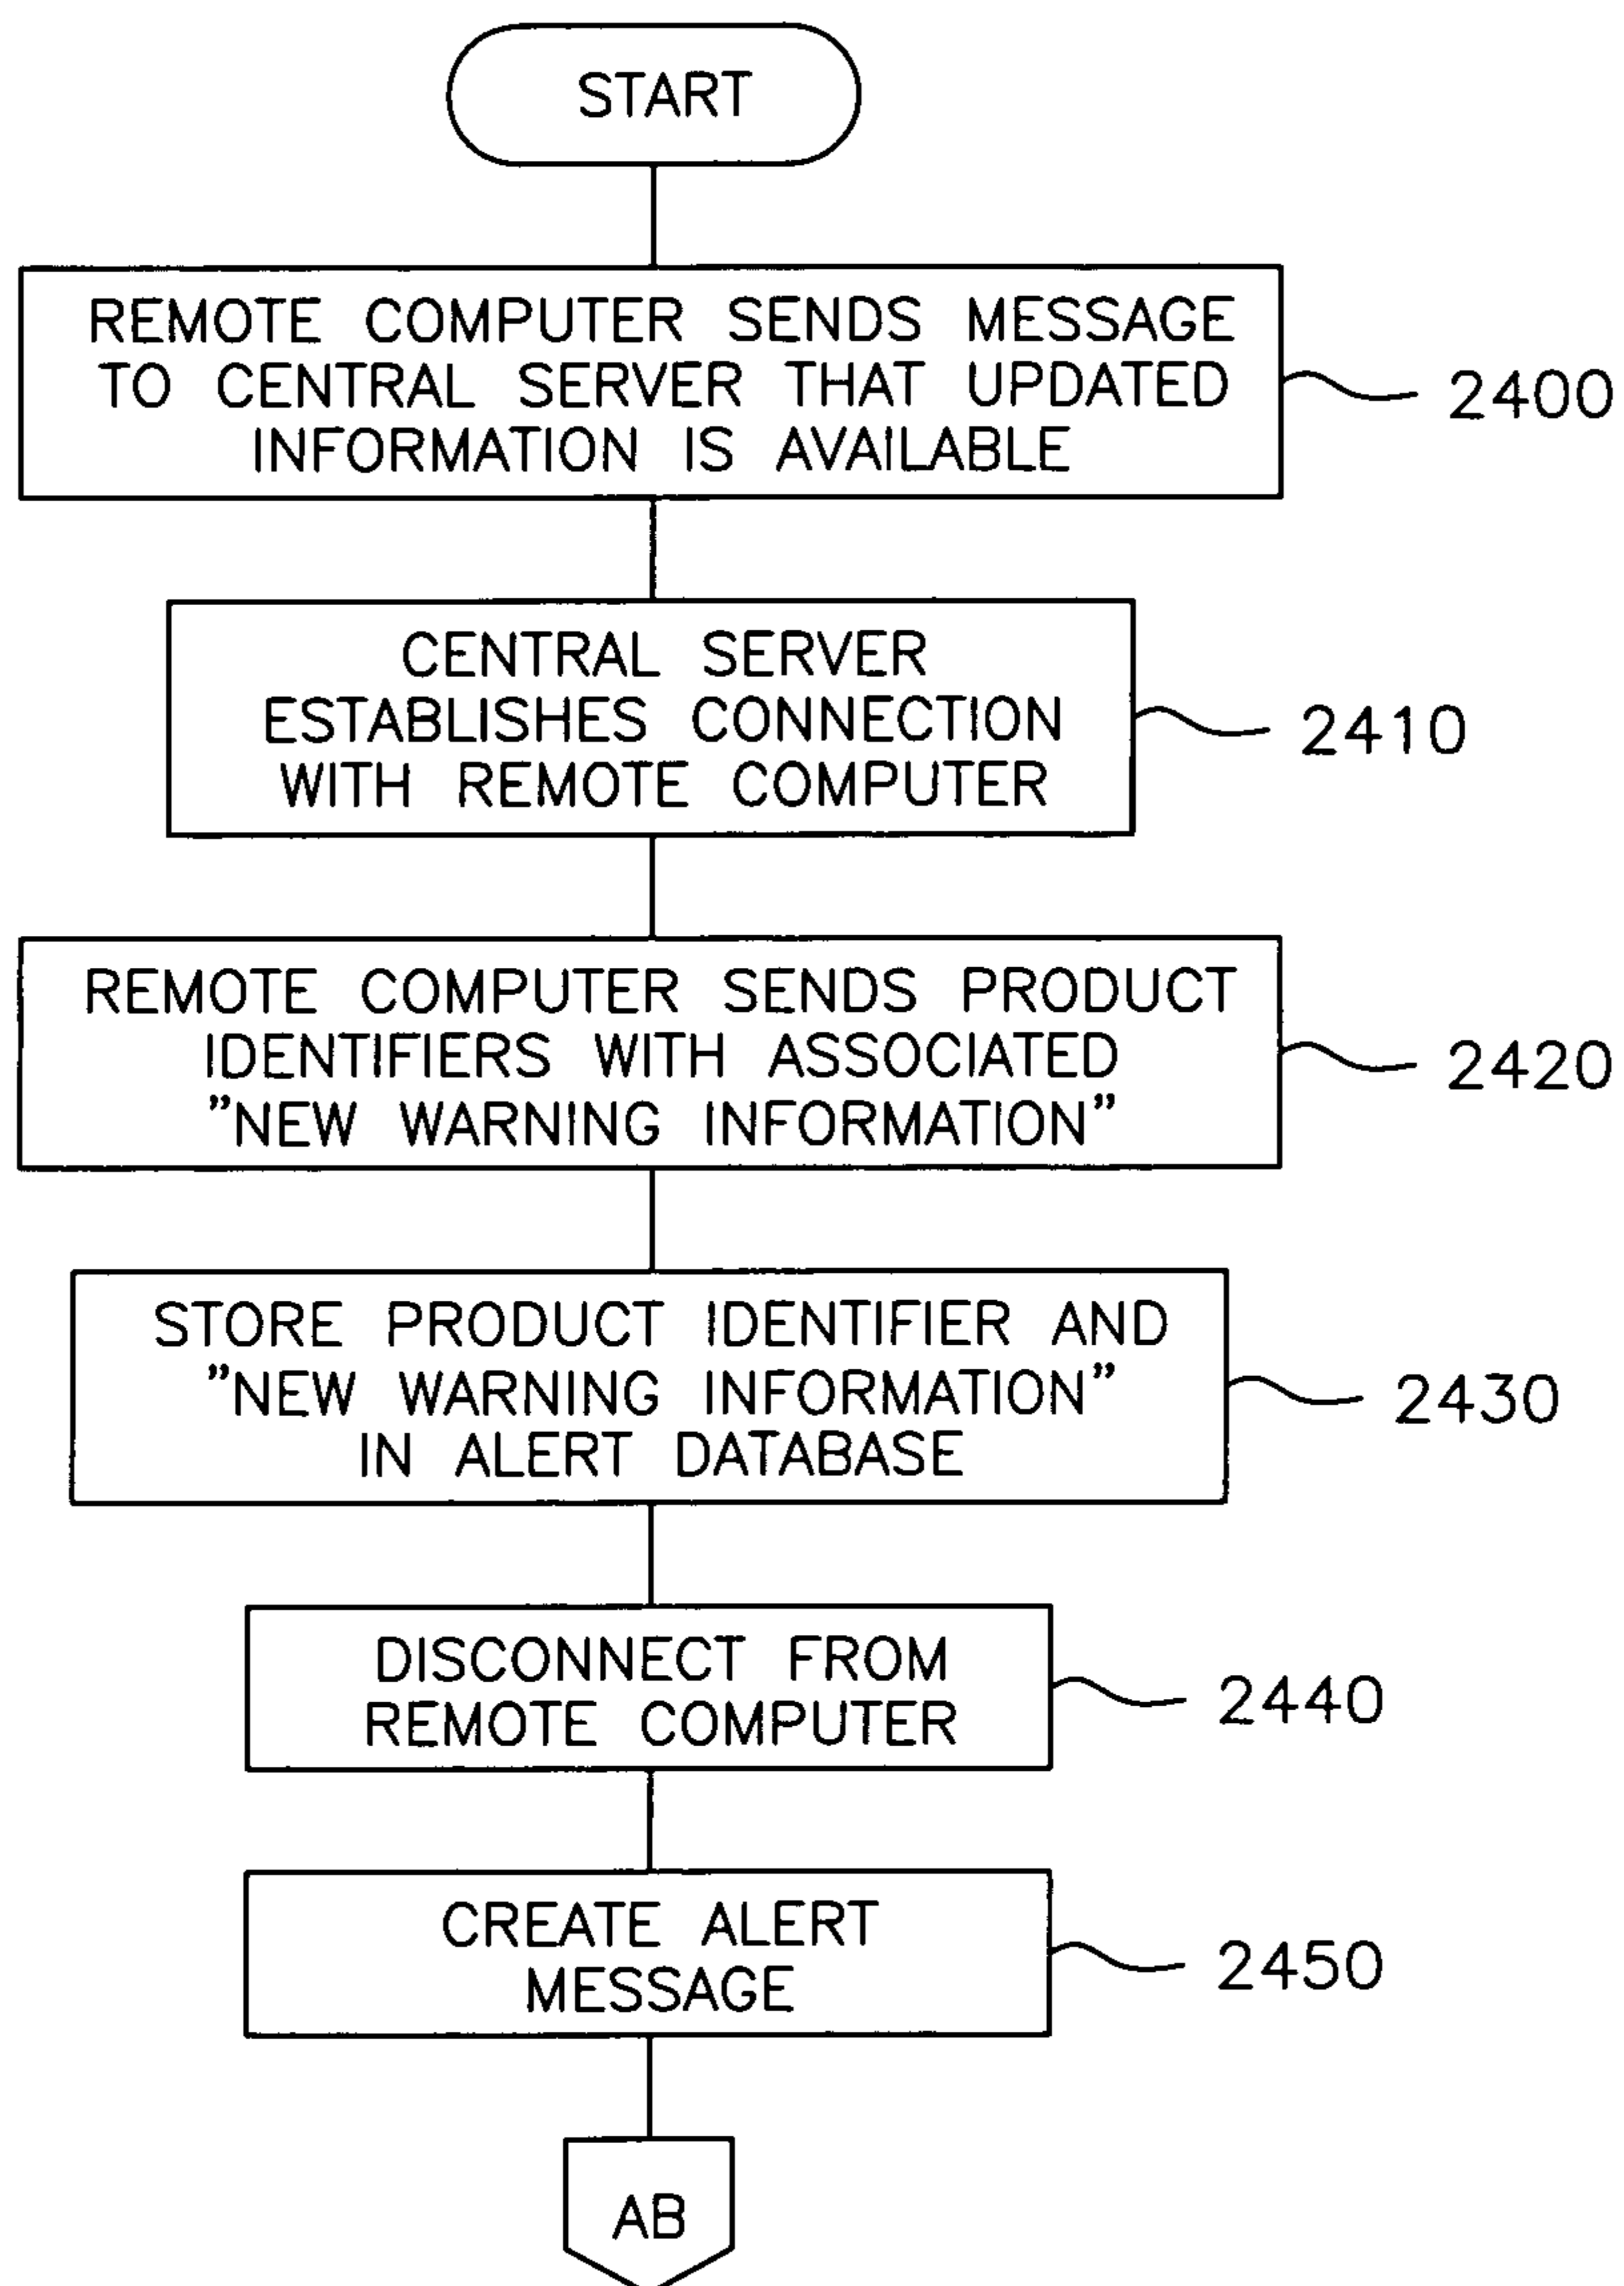 START
REMOTE COMPUTER SENDS MESSAGE
TO CENTRAL SERVER THAT UPDATED
INFORMATION IS AVAILABLE
2400
CENTRAL SERVER
ESTABLISHES CONNECTION
WITH REMOTE COMPUTER
2410
REMOTE COMPUTER SENDS PRODUCT
IDENTIFIERS WITH ASSOCIATED
"NEW WARNING INFORMATION"
2420
STORE PRODUCT IDENTIFIER AND
"NEW WARNING INFORMATION"
IN ALERT DATABASE
2430
DISCONNECT FROM
REMOTE COMPUTER
2440
CREATE ALERT
MESSAGE
2450
AB